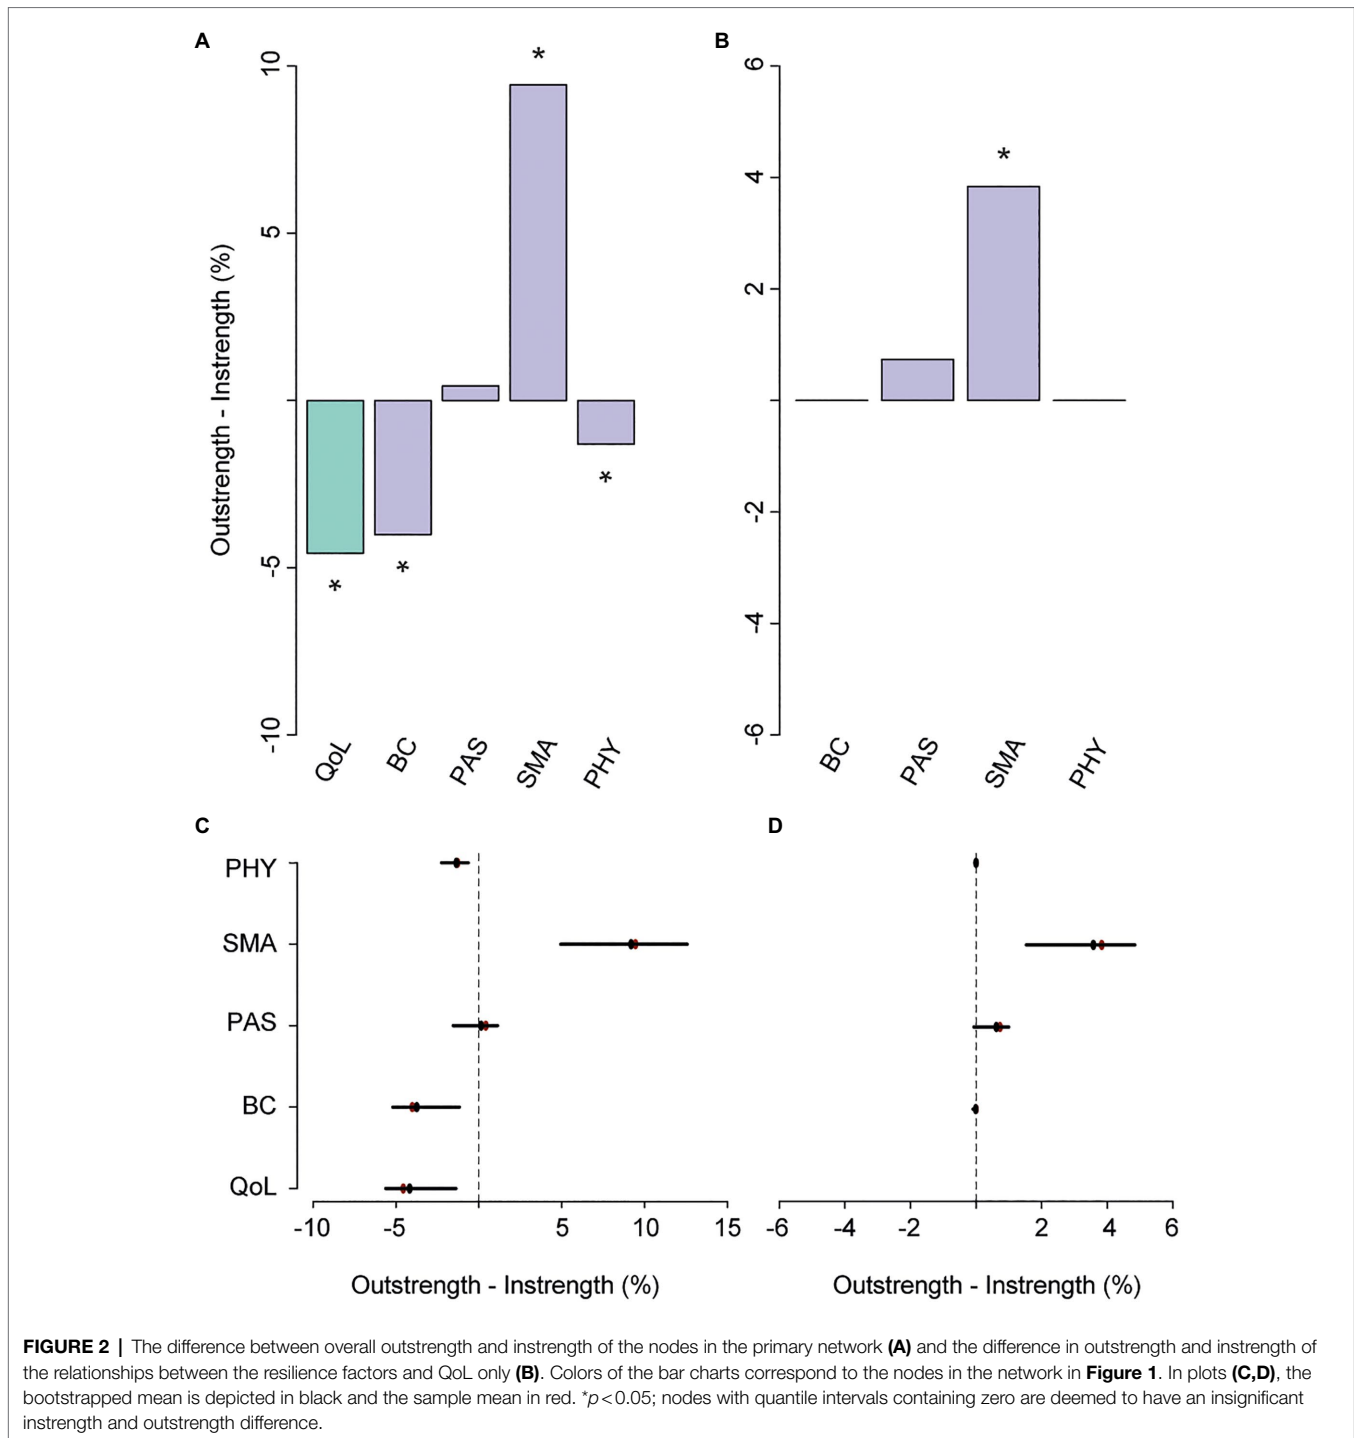 A
B
10
5
-5
-10
Outstrength - Instrength (%)
*
*
*
*
QoL
BC
PAS
SMA
PHY
6
4
2
-2
-4
-6
*
BC
PAS
SMA
PHY
C
D
PHY
SMA
PAS
BC
QoL
-10 -5 5 10 15
Outstrength - Instrength (%)
-6 -4 -2 2 4 6
Outstrength - Instrength (%)
FIGURE 2 | The difference between overall outstrength and instrength of the nodes in the primary network (A) and the difference in outstrength and instrength of
the relationships between the resilience factors and QoL only (B). Colors of the bar charts correspond to the nodes in the network in Figure 1. In plots (C,D), the
bootstrapped mean is depicted in black and the sample mean in red. *p<0.05; nodes with quantile intervals containing zero are deemed to have an insignificant
instrength and outstrength difference.